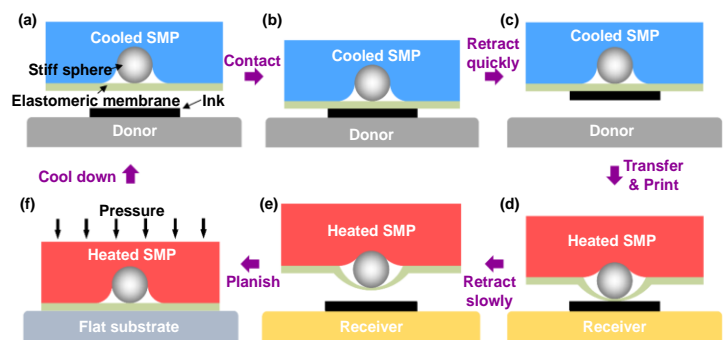 (a)
Cooled SMP
Stiff sphere
Elastomeric membrane
Ink
Donor
Contact
(b)
Cooled SMP
Donor
Retract
quickly
(c)
Cooled SMP
Donor
Transfer
& Print
(d)
Heated SMP
Receiver
Retract
slowly
(e)
Heated SMP
Receiver
Planish
(f)
Pressure
Heated SMP
Flat substrate
Cool down